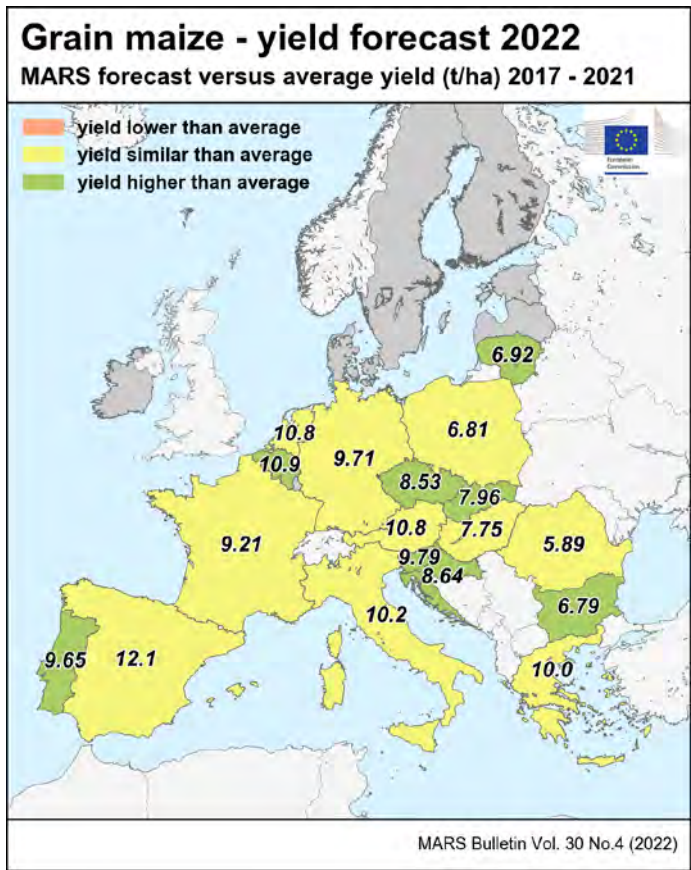 Grain maize - yield forecast 2022
MARS forecast versus average yield (t/ha) 2017 - 2021
yield lower than average
yield similar than average
yield higher than average
European
Commission
6.92
10.8
6.81
9.71
10.9
8.53
7.96
10.8
7.75
9.21
9.79
5.89
8.64
10.2
6.79
9.65
12.1
10.0
MARS Bulletin Vol. 30 No.4 (2022)